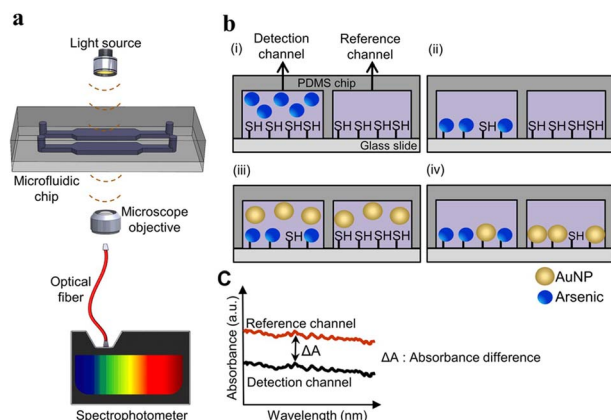 a
Light source
Microfluidic
chip
Microscope
objective
Optical
fiber
Spectrophotometer
b
Detection
channel
Reference
channel
(i)
PDMS chip
SH SH SH SH
SH SH SH SH
Glass slide
(ii)
SH
SH SH SH SH
(iii)
SH
SH SH SH SH
(iv)
SH
AuNP
Arsenic
C
Absorbance (a.u.)
Reference channel
ΔA
Detection channel
Wavelength (nm)
ΔA : Absorbance difference